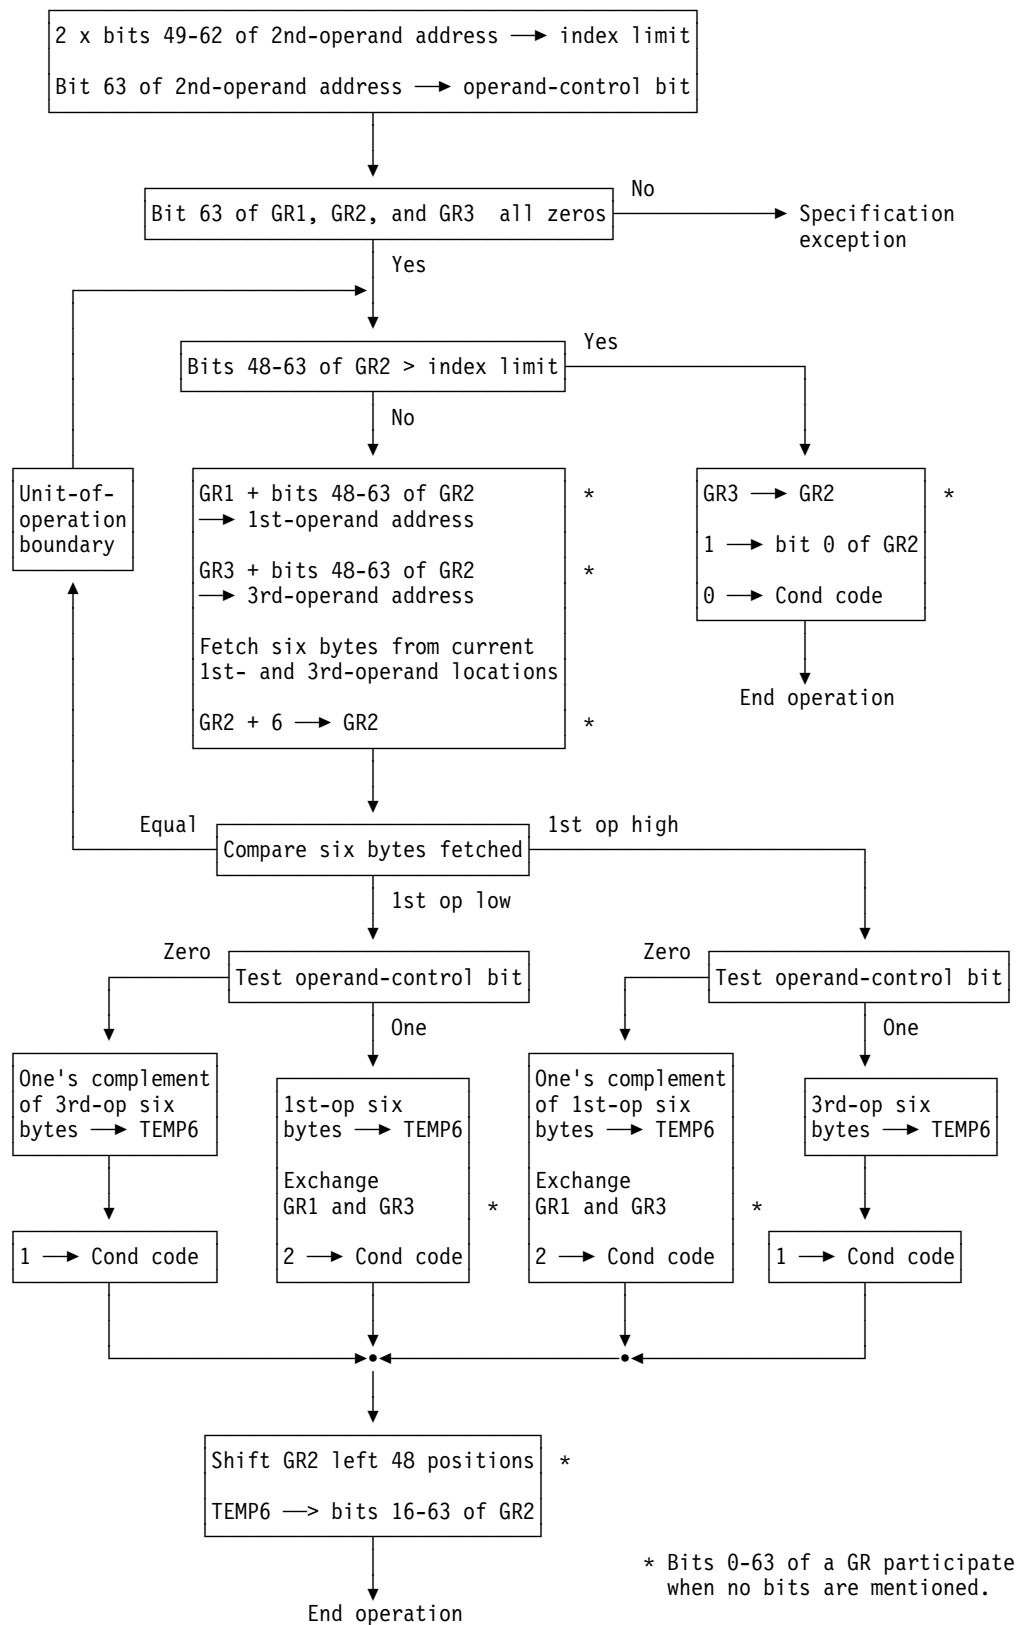 2 x bits 49-62 of 2nd-operand address → index limit
Bit 63 of 2nd-operand address → operand-control bit
Bit 63 of GR1, GR2, and GR3 all zeros
No
Specification
exception
Yes
Bits 48-63 of GR2 > index limit
Yes
No
Unit-of-
operation
boundary
GR1 + bits 48-63 of GR2 *
→ 1st-operand address
GR3 + bits 48-63 of GR2 *
→ 3rd-operand address
Fetch six bytes from current
1st- and 3rd-operand locations
GR2 + 6 → GR2 *
GR3 → GR2 *
1 → bit 0 of GR2
0 → Cond code
End operation
Equal
Compare six bytes fetched
1st op high
1st op low
Zero
Test operand-control bit
One
Zero
Test operand-control bit
One
One's complement
of 3rd-op six
bytes → TEMP6
1 → Cond code
1st-op six
bytes → TEMP6
Exchange
GR1 and GR3 *
2 → Cond code
One's complement
of 1st-op six
bytes → TEMP6
Exchange
GR1 and GR3 *
2 → Cond code
3rd-op six
bytes → TEMP6
1 → Cond code
Shift GR2 left 48 positions *
TEMP6 —> bits 16-63 of GR2
End operation
* Bits 0-63 of a GR participate
when no bits are mentioned.